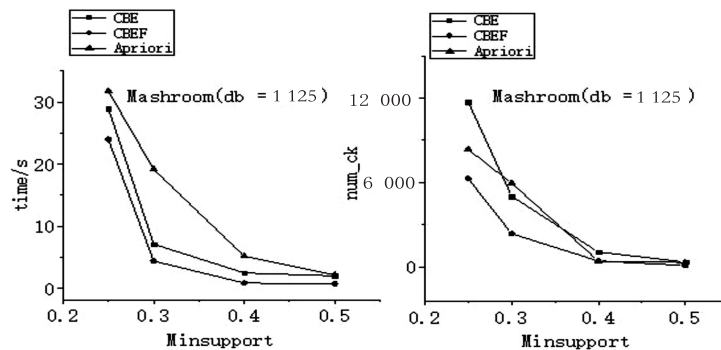 CBE
CBEF
Apriori
Mashroom(db = 1 125)
time/s
30
20
10
0
0.2 0.3 0.4 0.5
Minsupport
CBE
CBEF
Apriori
Mashroom(db = 1 125)
num_ck
12 000
6 000
0
0.2 0.3 0.4 0.5
Minsupport